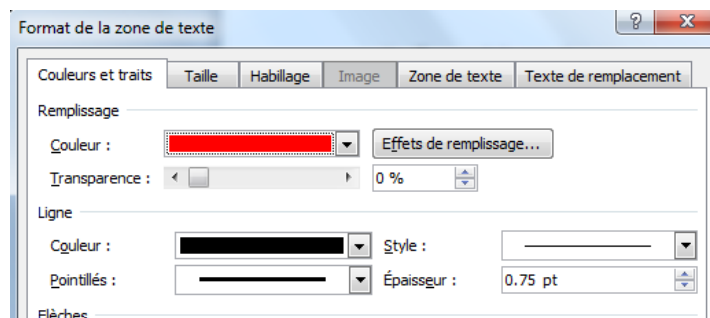 Format de la zone de texte
Couleurs et traits Taille Habillage Image Zone de texte Texte de remplacement
Remplissage
Couleur : Effets de remplissage...
Transparence : 0 %
Ligne
Couleur : Style :
Pointillés : Épaisseur : 0.75 pt
Flèches